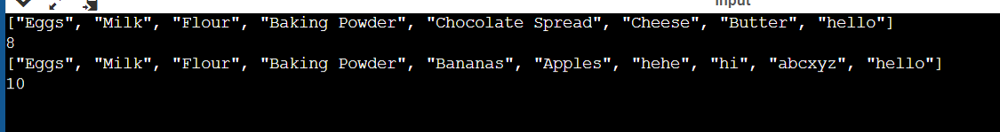 input
["Eggs", "Milk", "Flour", "Baking Powder", "Chocolate Spread", "Cheese", "Butter", "hello"]
8
["Eggs", "Milk", "Flour", "Baking Powder", "Bananas", "Apples", "hehe", "hi", "abcxyz", "hello"]
10